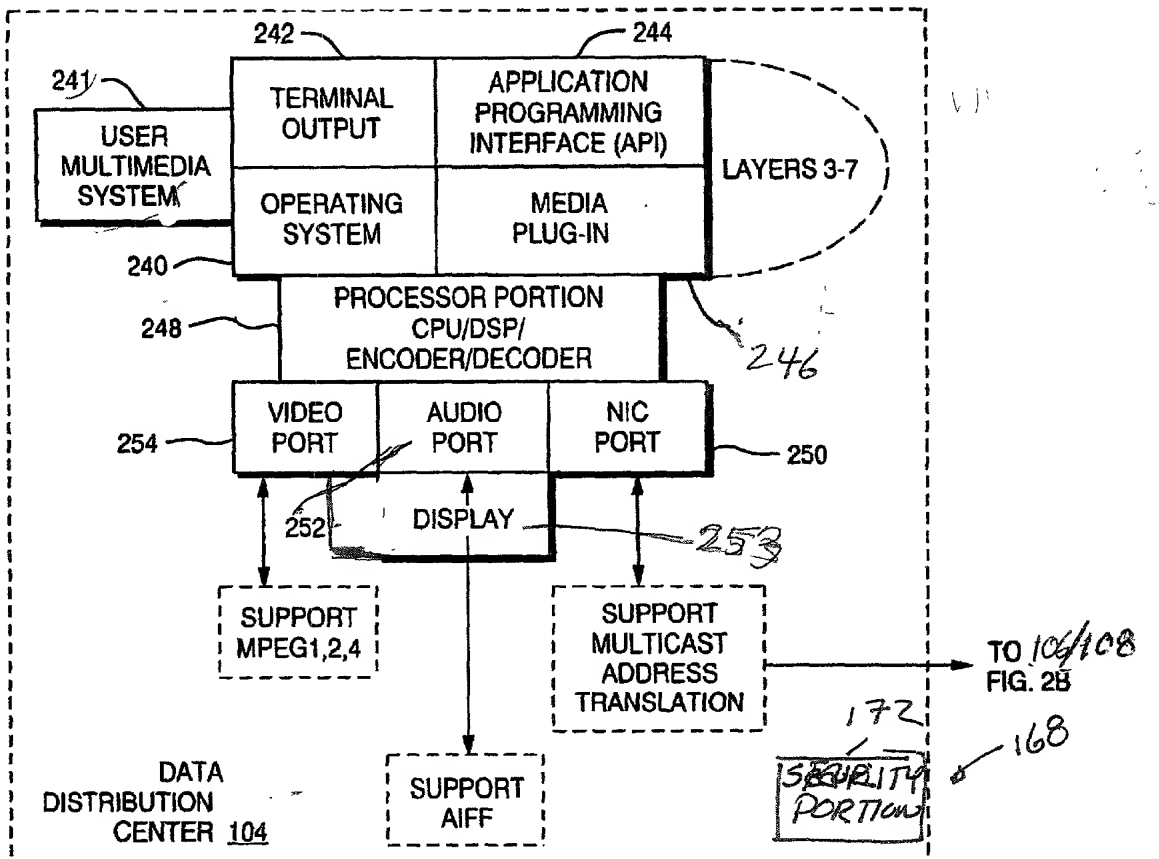 242
244
241
TERMINAL
OUTPUT
APPLICATION
PROGRAMMING
INTERFACE (API)
USER
MULTIMEDIA
SYSTEM
LAYERS 3-7
OPERATING
SYSTEM
MEDIA
PLUG-IN
240
PROCESSOR PORTION
CPU/DSP/
ENCODER/DECODER
248
246
VIDEO
PORT
AUDIO
PORT
NIC
PORT
254
250
252
DISPLAY
253
SUPPORT
MPEG1,2,4
SUPPORT
MULTICAST
ADDRESS
TRANSLATION
TO 106/108
FIG. 2B
172
168
SECURITY
PORTION
DATA
DISTRIBUTION
CENTER 104
SUPPORT
AIFF